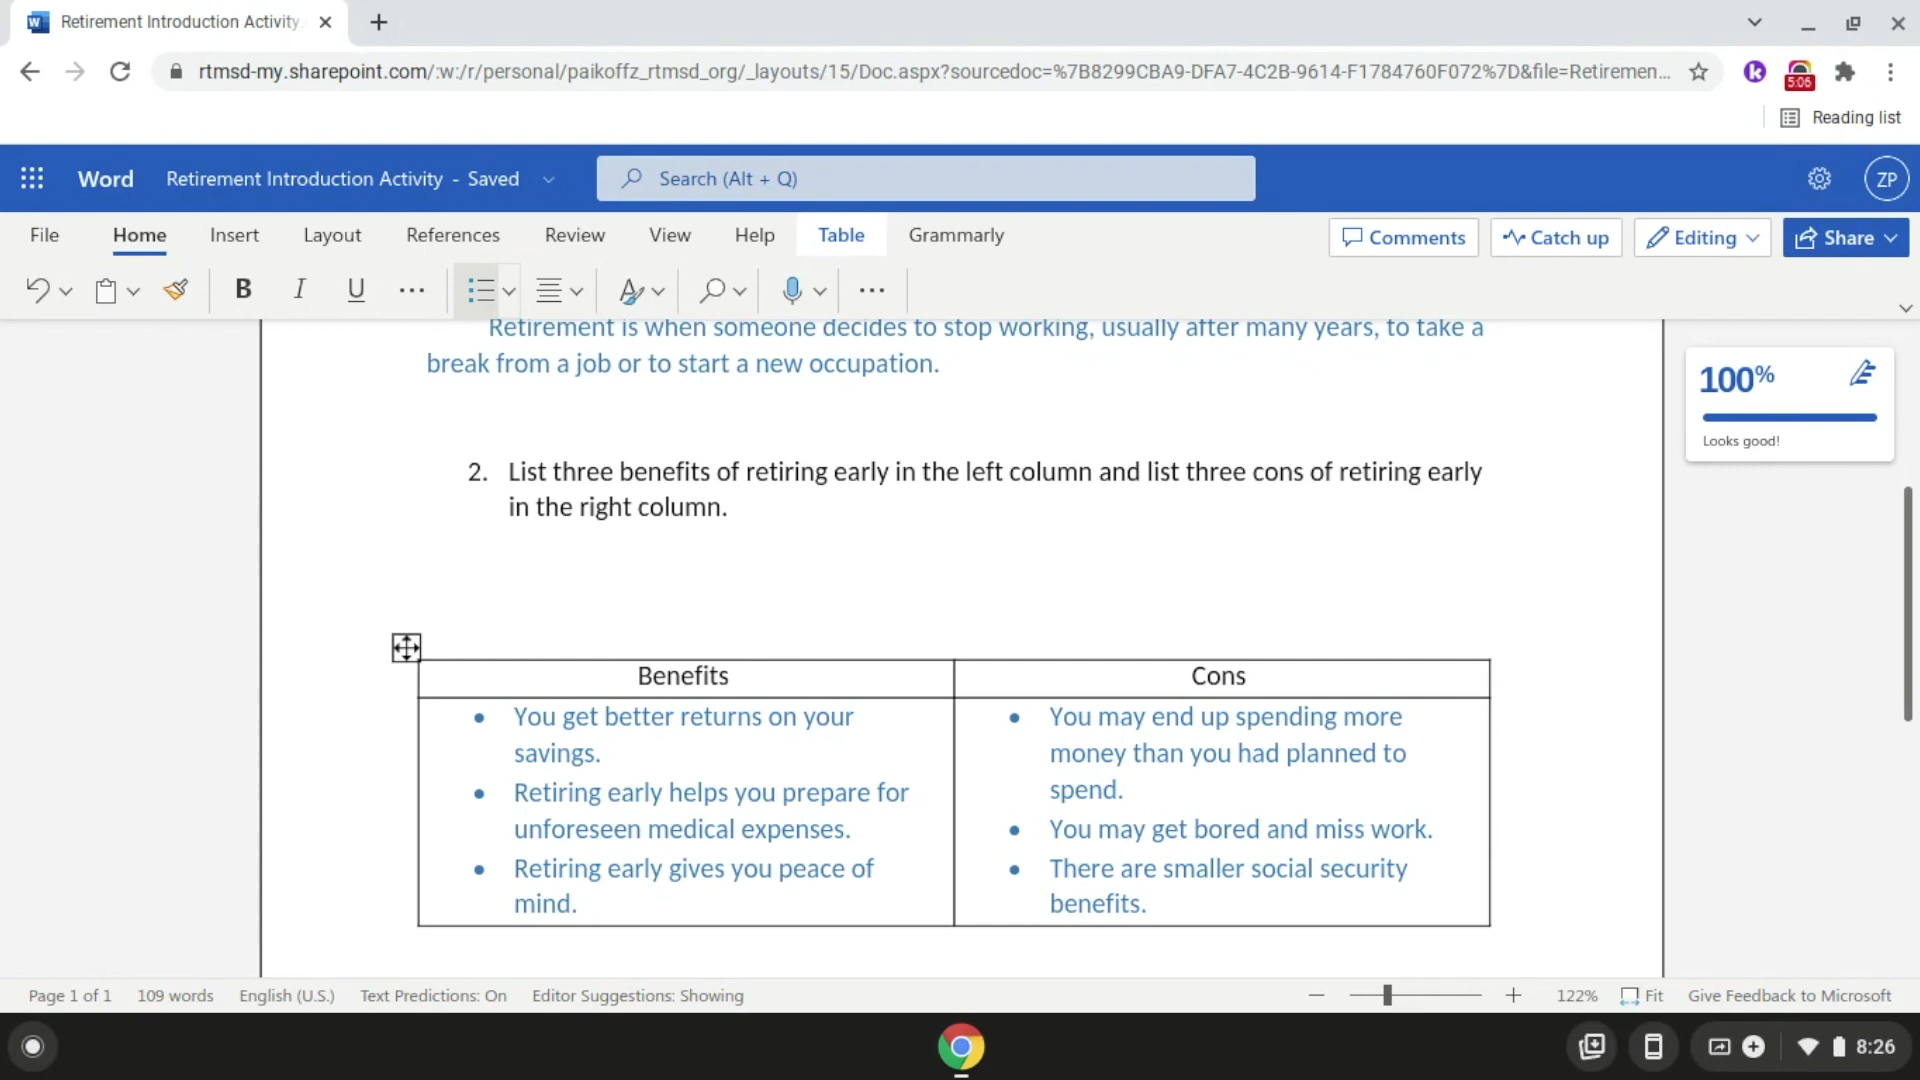 Retirement Introduction Activity
rtmsd-my.sharepoint.com/:w:/r/personal/paikoffz_rtmsd_org/_layouts/15/Doc.aspx?sourcedoc=%7B8299CBA9-DFA7-4C2B-9614-F1784760F072%7D&file=Retiremen...
5:06
Reading list
Word Retirement Introduction Activity - Saved Search (Alt + Q) ZP
File Home Insert Layout References Review View Help Table Grammarly Comments Catch up Editing Share
B I U
Retirement is when someone decides to stop working, usually after many years, to take a
break from a job or to start a new occupation.
100%
Looks good!
2. List three benefits of retiring early in the left column and list three cons of retiring early
in the right column.
Benefits
• You get better returns on your
savings.
• Retiring early helps you prepare for
unforeseen medical expenses.
• Retiring early gives you peace of
mind.
Cons
• You may end up spending more
money than you had planned to
spend.
• You may get bored and miss work.
• There are smaller social security
benefits.
Page 1 of 1 109 words English (U.S.) Text Predictions: On Editor Suggestions: Showing 122% Fit Give Feedback to Microsoft
8:26